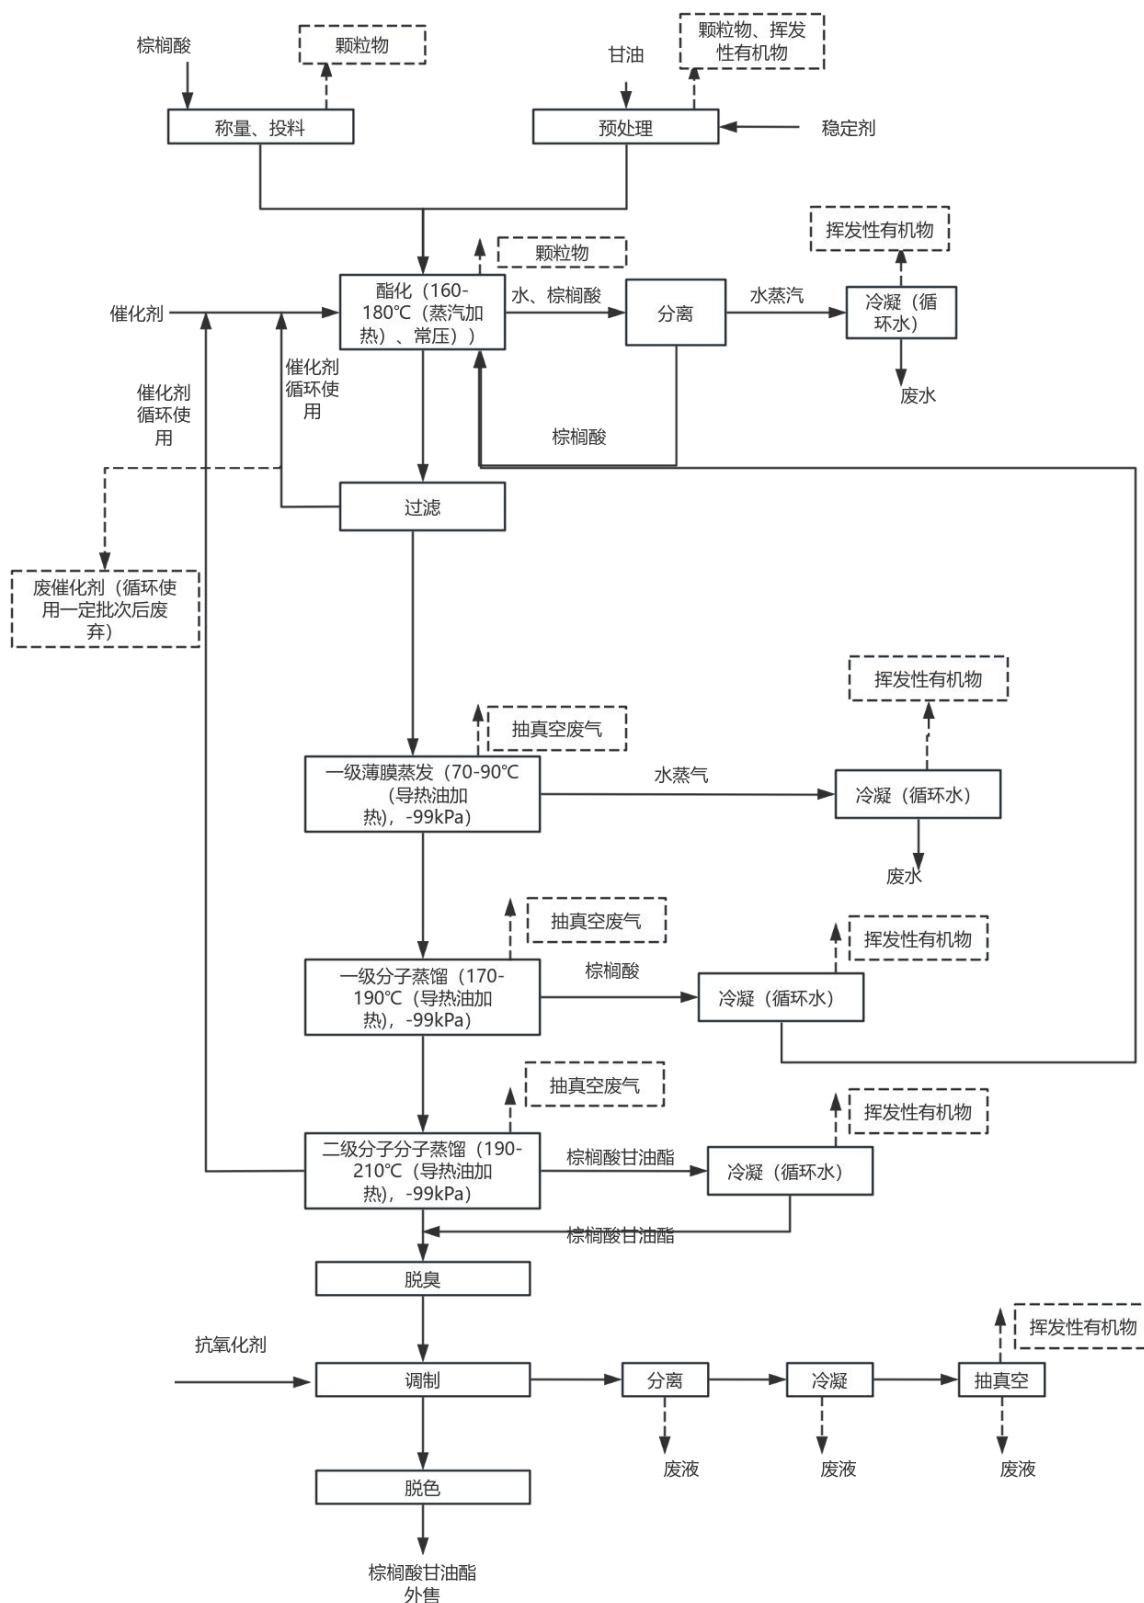 棕榈酸
颗粒物
甘油
颗粒物、挥发
性有机物
称量、投料
预处理
稳定剂
挥发性有机物
颗粒物
催化剂
酯化（160-
180℃（蒸汽加
热）、常压））
水、棕榈酸
分离
水蒸汽
冷凝（循
环水）
废水
催化剂
循环使
用
催化剂
循环使
用
棕榈酸
过滤
废催化剂（循环使
用一定批次后废
弃）
挥发性有机物
抽真空废气
一级薄膜蒸发（70-90℃
（导热油加
热)，-99kPa）
水蒸气
冷凝（循环水）
废水
抽真空废气
挥发性有机物
一级分子蒸馏（170-
190℃（导热油加
热)，-99kPa）
棕榈酸
冷凝（循环水）
抽真空废气
挥发性有机物
二级分子分子蒸馏（190-
210℃（导热油加
热)，-99kPa）
棕榈酸甘油酯
冷凝（循环水）
棕榈酸甘油酯
脱臭
抗氧化剂
挥发性有机物
调制
分离
冷凝
抽真空
废液
废液
废液
脱色
棕榈酸甘油酯
外售